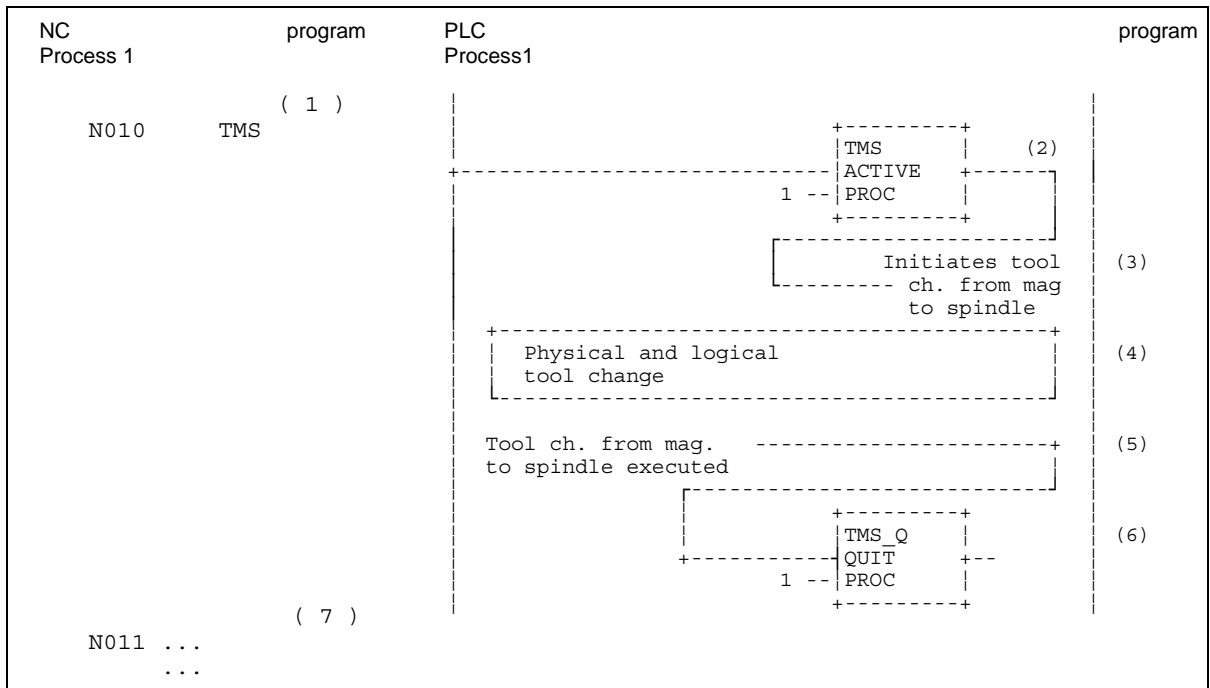 NC program PLC program
Process 1 Process1
( 1 )
N010 TMS
TMS (2)
ACTIVE
1 -- PROC
Initiates tool (3)
ch. from mag
to spindle
Physical and logical (4)
tool change
Tool ch. from mag. (5)
to spindle executed
TMS_Q (6)
QUIT
1 -- PROC
( 7 )
N011 ...
...